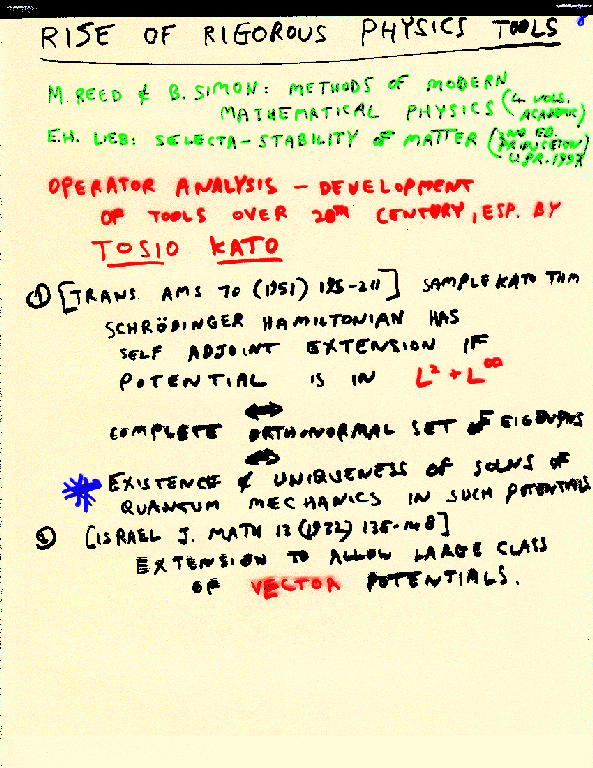 RISE OF RIGOROUS PHYSICS TOOLS
M. REED & B. SIMON: METHODS OF MODERN
MATHEMATICAL PHYSICS (4 VOLS. ACADEMIC)
E.H. LIEB: SELECTA-STABILITY OF MATTER (2ND ED. PRINCETON U.PR. 1997)
OPERATOR ANALYSIS - DEVELOPMENT
OF TOOLS OVER 20TH CENTURY, ESP. BY
TOSIO KATO
① [TRANS. AMS 70 (1951) 195-211] SAMPLE KATO THM
SCHRÖDINGER HAMILTONIAN HAS
SELF ADJOINT EXTENSION IF
POTENTIAL IS IN L² + L^∞
⟺
COMPLETE ORTHONORMAL SET OF EIGENFNS
⟺
* EXISTENCE & UNIQUENESS OF SOLNS OF
QUANTUM MECHANICS IN SUCH POTENTIALS
② [ISRAEL J. MATH 13 (1972) 135-148]
EXTENSION TO ALLOW LARGE CLASS
OF VECTOR POTENTIALS.